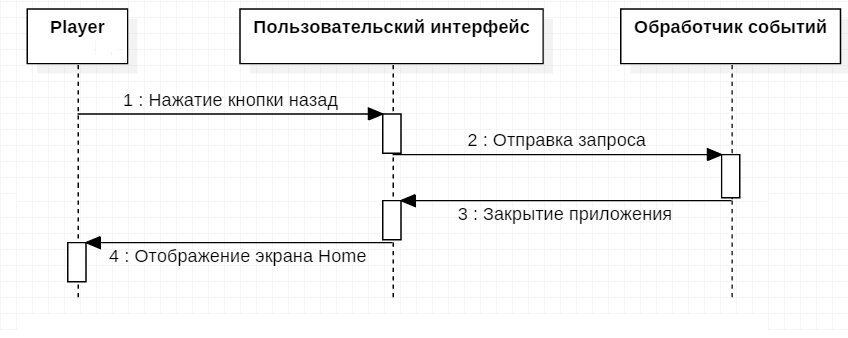 Player
Пользовательский интерфейс
Обработчик событий
1 : Нажатие кнопки назад
2 : Отправка запроса
3 : Закрытие приложения
4 : Отображение экрана Home